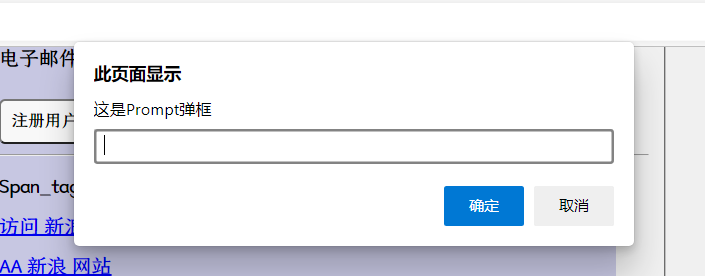 电子邮件
此页面显示
这是Prompt弹框
注册用户
确定
取消
Span_tag
访问 新浪
AA 新浪 网站